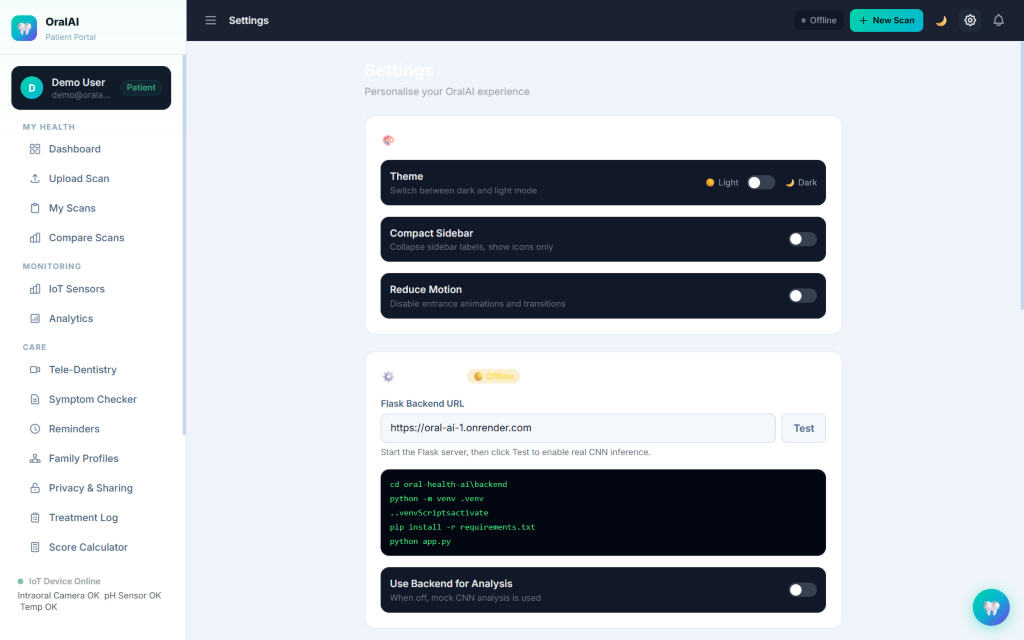 OralAI
Patient Portal
D
Demo User
demo@orala...
Patient
MY HEALTH
Dashboard
Upload Scan
My Scans
Compare Scans
MONITORING
IoT Sensors
Analytics
CARE
Tele-Dentistry
Symptom Checker
Reminders
Family Profiles
Privacy & Sharing
Treatment Log
Score Calculator
IoT Device Online
Intraoral Camera OK pH Sensor OK
Temp OK
Settings
Offline
+ New Scan
Settings
Personalise your OralAI experience
Theme
Switch between dark and light mode
Light
Dark
Compact Sidebar
Collapse sidebar labels, show icons only
Reduce Motion
Disable entrance animations and transitions
Offline
Flask Backend URL
https://oral-ai-1.onrender.com
Test
Start the Flask server, then click Test to enable real CNN inference.
cd oral-health-ai\backend
python -m venv .venv
..venvScriptsactivate
pip install -r requirements.txt
python app.py
Use Backend for Analysis
When off, mock CNN analysis is used